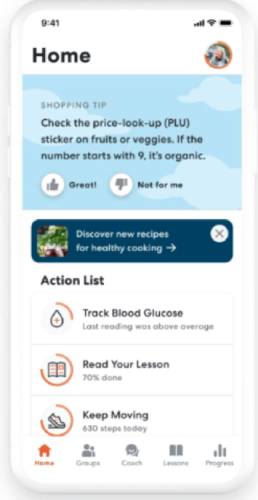 9:41
Home
SHOPPING TIP
Check the price-look-up (PLU)
sticker on fruits or veggies. If the
number starts with 9, it's organic.
Great!
Not for me
Discover new recipes
for healthy cooking →
Action List
Track Blood Glucose
Last reading was above average
Read Your Lesson
70% done
Keep Moving
630 steps today
Home
Groups
Coach
Lessons
Progress